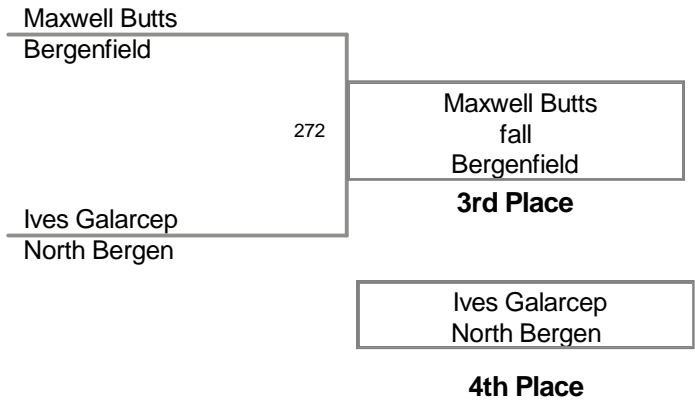 Maxwell Butts
Bergenfield
272
Maxwell Butts
fall
Bergenfield
3rd Place
Ives Galarcep
North Bergen
Ives Galarcep
North Bergen
4th Place